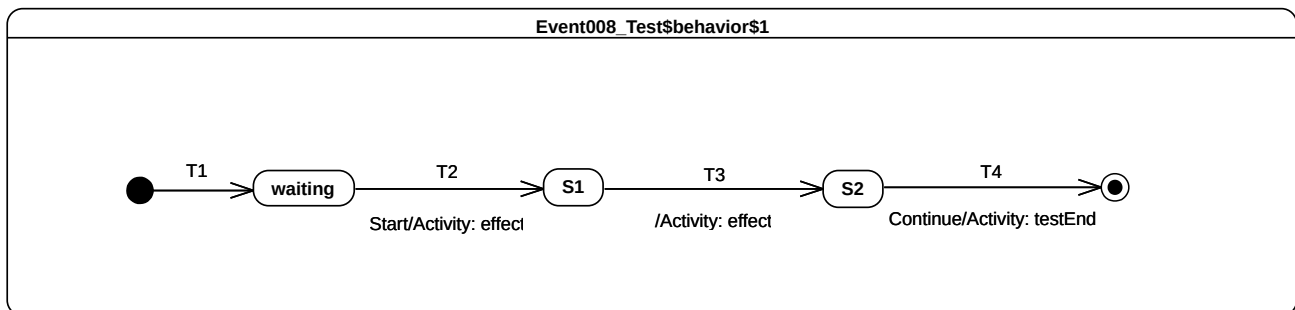 Event008_Test$behavior$1
T1
T2
T3
T4
waiting
S1
S2
Start/Activity: effect
/Activity: effect
Continue/Activity: testEnd